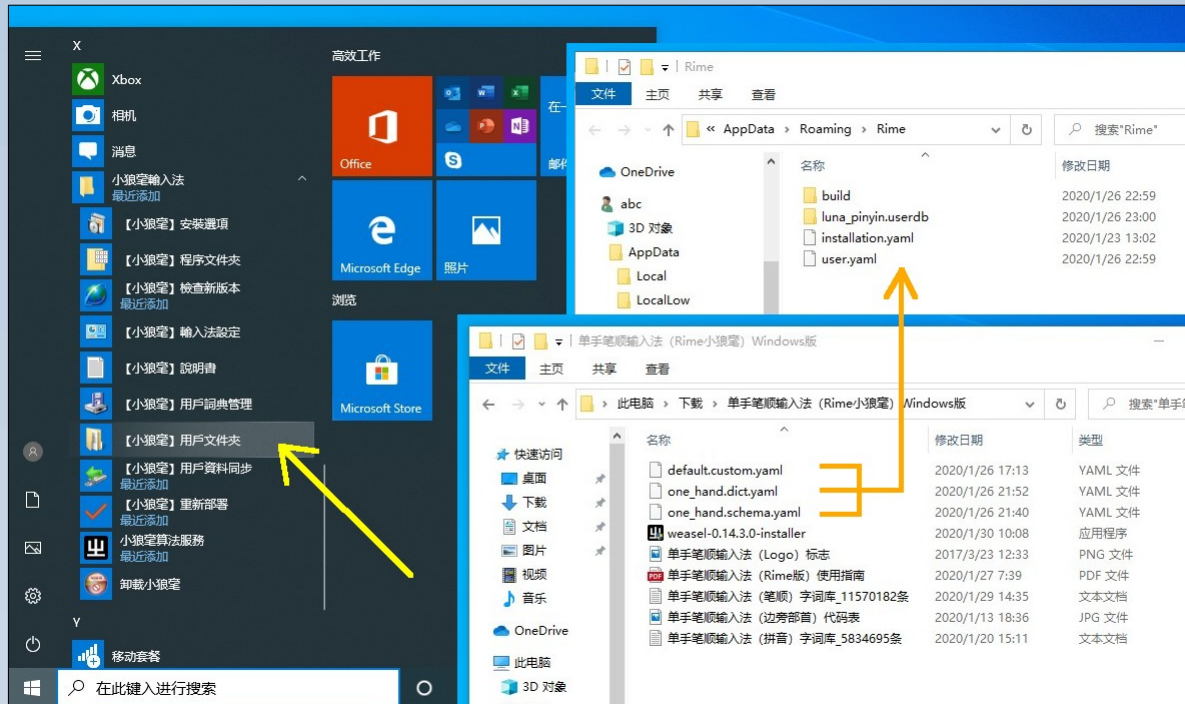 X
Xbox
相机
消息
小狼毫輸入法
最近添加
【小狼毫】安裝選項
【小狼毫】程序文件夾
【小狼毫】檢查新版本
最近添加
【小狼毫】輸入法設定
【小狼毫】說明書
【小狼毫】用戶詞典管理
【小狼毫】用戶文件夾
【小狼毫】用戶資料同步
最近添加
【小狼毫】重新部署
最近添加
小狼毫算法服務
最近添加
卸載小狼毫
Y
移动套餐
在此键入进行搜索
高效工作
Office
在一
邮件
Microsoft Edge
照片
浏览
Microsoft Store
Rime
文件 主页 共享 查看
« AppData › Roaming › Rime
搜索"Rime"
OneDrive
abc
3D 对象
AppData
Local
LocalLow
名称 修改日期
build 2020/1/26 22:59
luna_pinyin.userdb 2020/1/26 23:00
installation.yaml 2020/1/23 13:02
user.yaml 2020/1/26 22:59
单手笔顺输入法（Rime小狼毫）Windows版
文件 主页 共享 查看
› 此电脑 › 下载 › 单手笔顺输入法（Rime小狼毫）Windows版
搜索"单手
快速访问
桌面
下载
文档
图片
视频
音乐
OneDrive
此电脑
3D 对象
名称 修改日期 类型
default.custom.yaml 2020/1/26 17:13 YAML 文件
one_hand.dict.yaml 2020/1/26 21:52 YAML 文件
one_hand.schema.yaml 2020/1/26 21:40 YAML 文件
weasel-0.14.3.0-installer 2020/1/30 10:08 应用程序
单手笔顺输入法（Logo）标志 2017/3/23 12:33 PNG 文件
单手笔顺输入法（Rime版）使用指南 2020/1/27 7:39 PDF 文件
单手笔顺输入法（笔顺）字词库_11570182条 2020/1/29 14:35 文本文档
单手笔顺输入法（边旁部首）代码表 2020/1/13 18:36 JPG 文件
单手笔顺输入法（拼音）字词库_5834695条 2020/1/20 15:11 文本文档